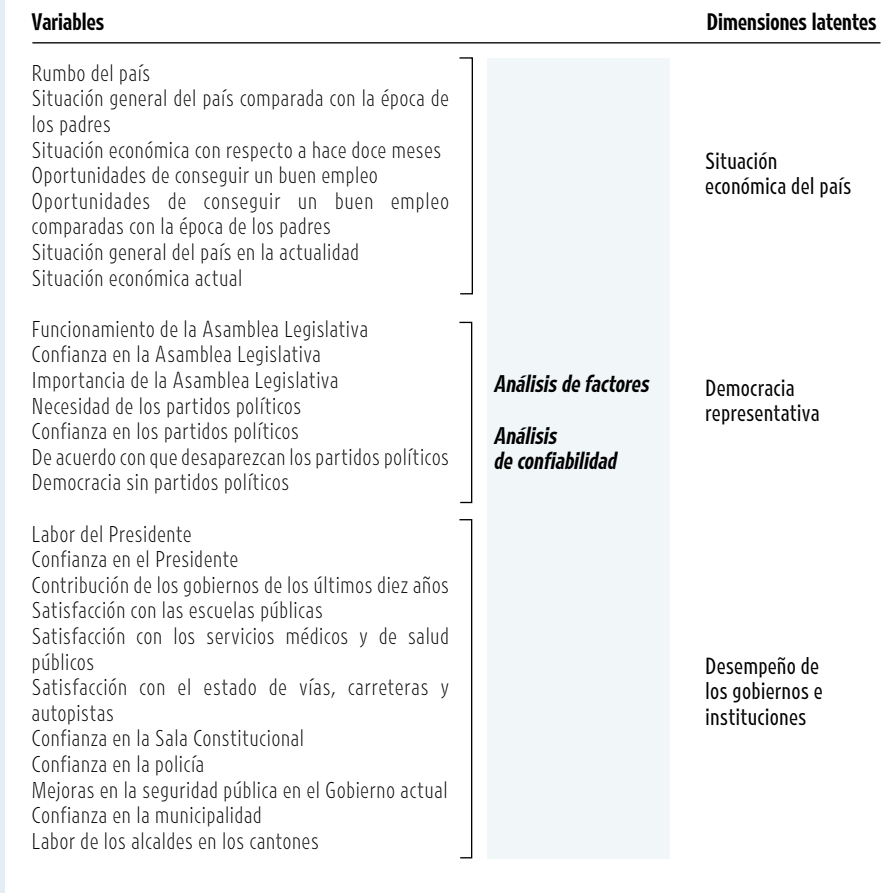 Variables
Dimensiones latentes
Rumbo del país
Situación general del país comparada con la época de
los padres
Situación económica con respecto a hace doce meses
Oportunidades de conseguir un buen empleo
Oportunidades de conseguir un buen empleo
comparadas con la época de los padres
Situación general del país en la actualidad
Situación económica actual
Situación
económica del país
Funcionamiento de la Asamblea Legislativa
Confianza en la Asamblea Legislativa
Importancia de la Asamblea Legislativa
Necesidad de los partidos políticos
Confianza en los partidos políticos
De acuerdo con que desaparezcan los partidos políticos
Democracia sin partidos políticos
Análisis de factores
Análisis
de confiabilidad
Democracia
representativa
Labor del Presidente
Confianza en el Presidente
Contribución de los gobiernos de los últimos diez años
Satisfacción con las escuelas públicas
Satisfacción con los servicios médicos y de salud
públicos
Satisfacción con el estado de vías, carreteras y
autopistas
Confianza en la Sala Constitucional
Confianza en la policía
Mejoras en la seguridad pública en el Gobierno actual
Confianza en la municipalidad
Labor de los alcaldes en los cantones
Desempeño de
los gobiernos e
instituciones